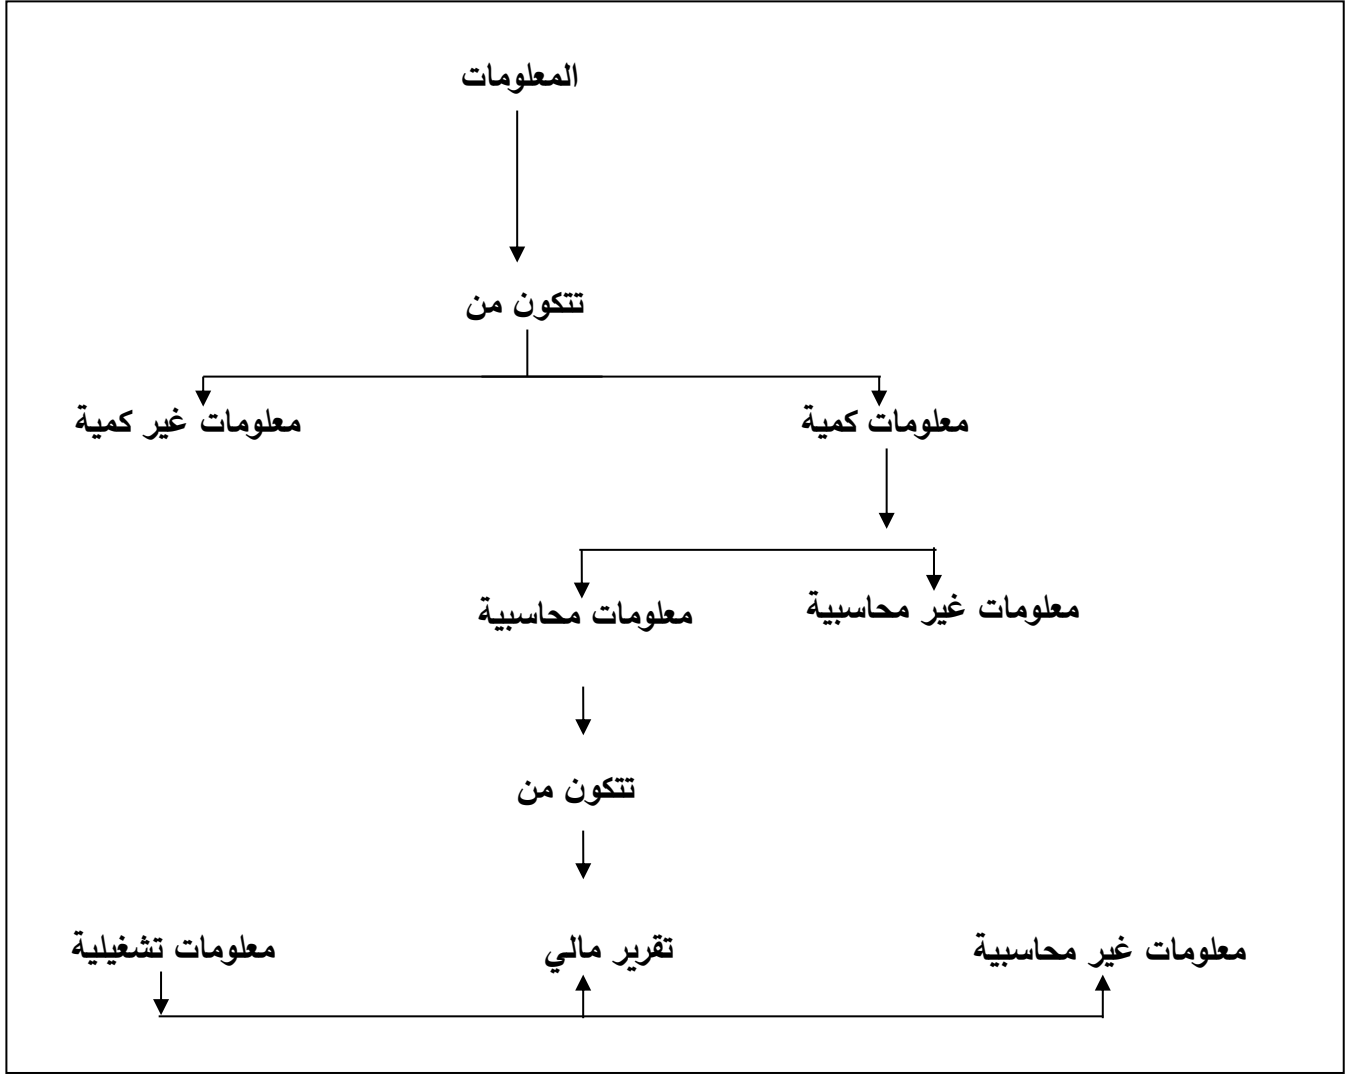 المعلومات
تتكون من
معلومات كمية
معلومات غير كمية
معلومات غير محاسبية
معلومات محاسبية
تتكون من
معلومات غير محاسبية
تقرير مالي
معلومات تشغيلية